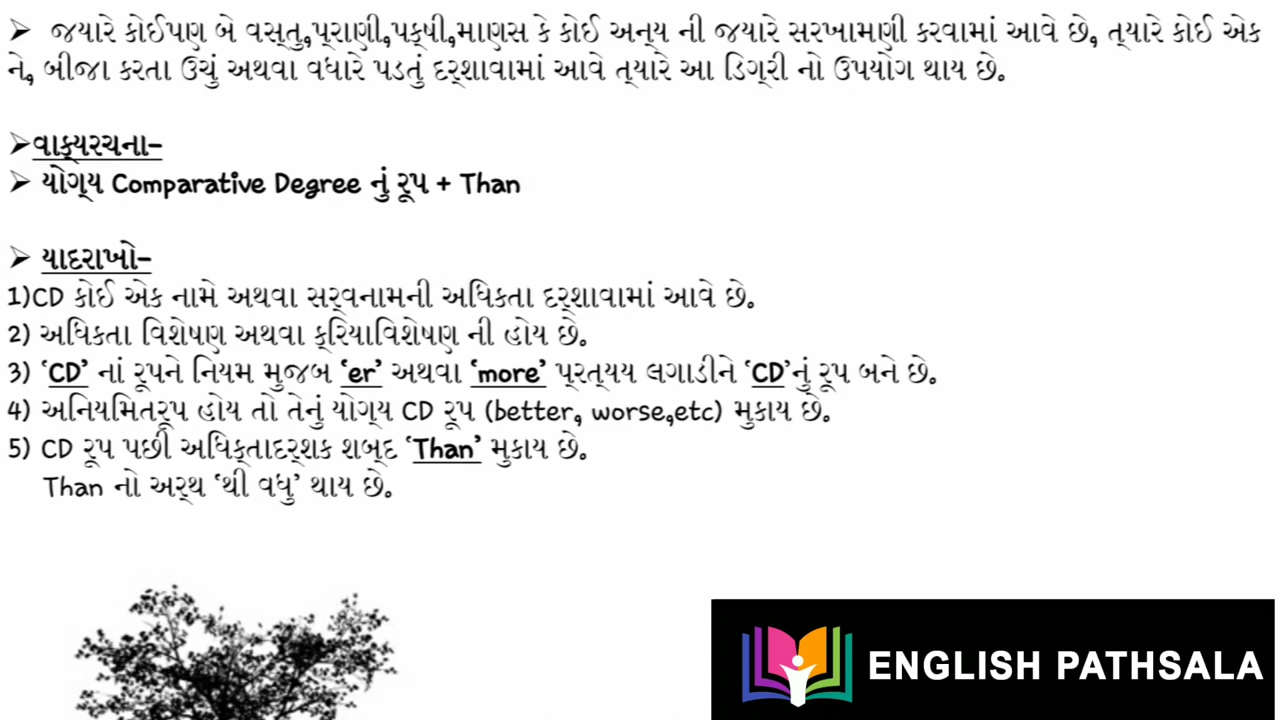 ➢ જયારે કોઈપણ બે વસ્તુ,પ્રાણી,પક્ષી,માણસ કે કોઈ અન્ય ની જયારે સરખામણી કરવામાં આવે છે, ત્યારે કોઈ એક
ને, બીજા કરતા ઉચું અથવા વધારે પડતું દર્શાવામાં આવે ત્યારે આ ડિગ્રી નો ઉપયોગ થાય છે.
➢ વાક્યરચના-
➢ યોગ્ય Comparative Degree નું રૂપ + Than
➢ યાદરાખો-
1)CD કોઈ એક નામે અથવા સર્વનામની અધિકતા દર્શાવામાં આવે છે.
2) અધિકતા વિશેષણ અથવા ક્રિયાવિશેષણ ની હોય છે.
3) ‘CD’ નાં રૂપને નિયમ મુજબ ‘er’ અથવા ‘more’ પ્રત્યય લગાડીને ‘CD’નું રૂપ બને છે.
4) અનિયમિતરૂપ હોય તો તેનું યોગ્ય CD રૂપ (better, worse,etc) મુકાય છે.
5) CD રૂપ પછી અધિક્તાદર્શક શબ્દ ‘Than’ મુકાય છે.
Than નો અર્થ ‘થી વધુ’ થાય છે.
ENGLISH PATHSALA